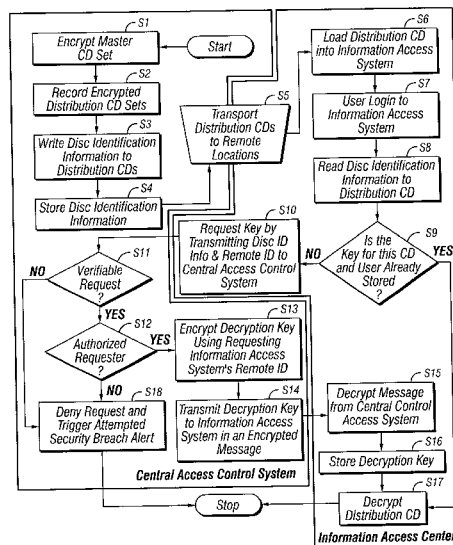 S1
Encrypt Master
CD Set
Start
S2
Record Encrypted
Distribution CD Sets
S3
Write Disc Identification
Information to
Distribution CDs
S4
Store Disc Identification
Information
S5
Transport
Distribution CDs
to Remote
Locations
S6
Load Distribution CD
into Information Access
System
S7
User Login to
Information Access
System
S8
Read Disc Identification
Information to
Distribution CD
S9
Is the
Key for this CD
and User Already
Stored
?
NO
YES
S10
Request Key by
Transmitting Disc ID
Info & Remote ID to
Central Access Control
System
S11
Verifiable
Request
?
NO
YES
S12
Authorized
Requester
?
YES
NO
S13
Encrypt Decryption Key
Using Requesting
Information Access
System's Remote ID
S14
Transmit Decryption Key
to Information Access
System in an Encrypted
Message
S15
Decrypt Message
from Central Control
Access System
S16
Store Decryption Key
S17
Decrypt
Distribution CD
S18
Deny Request and
Trigger Attempted
Security Breach Alert
Central Access Control System
Stop
Information Access Center